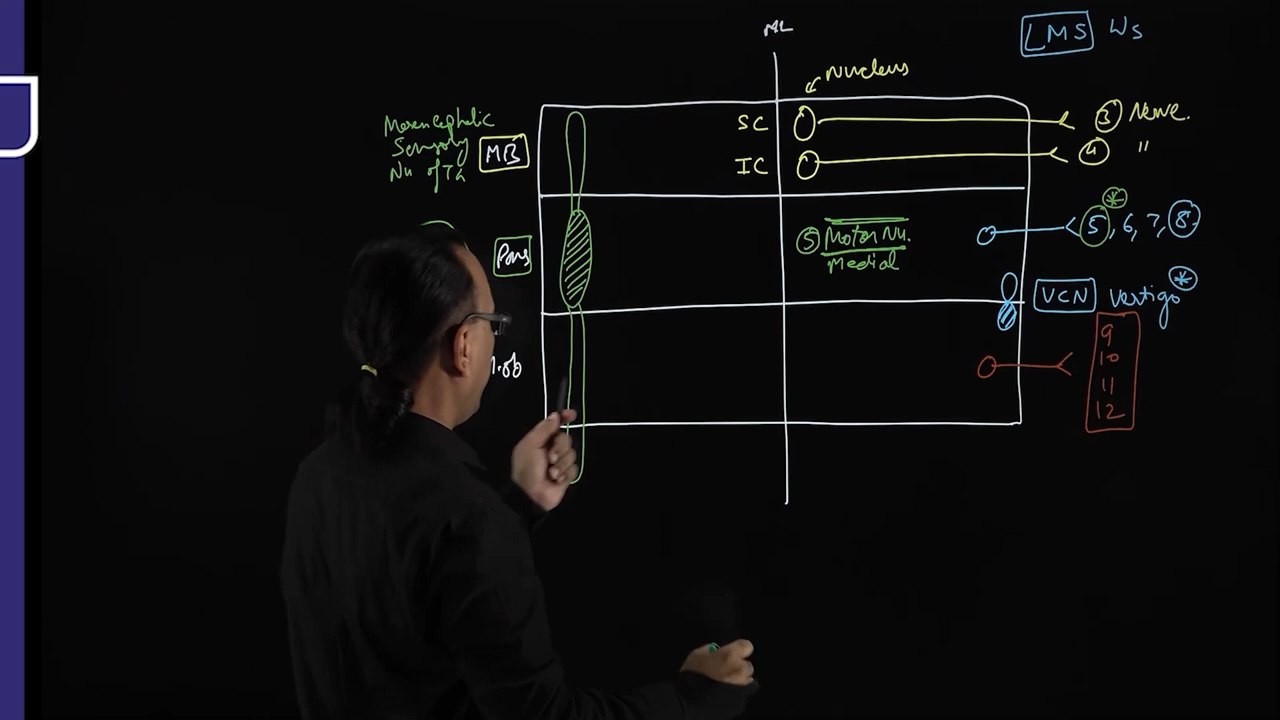 ML
LMS Ws
Nucleus
Mesencephalic
Sensory
Nu of
MB
SC
IC
3 Nerve.
4 "
Pons
5 Motor Nu.
Medial
5, 6, 7, 8
VCN Vertigo
9
10
11
12